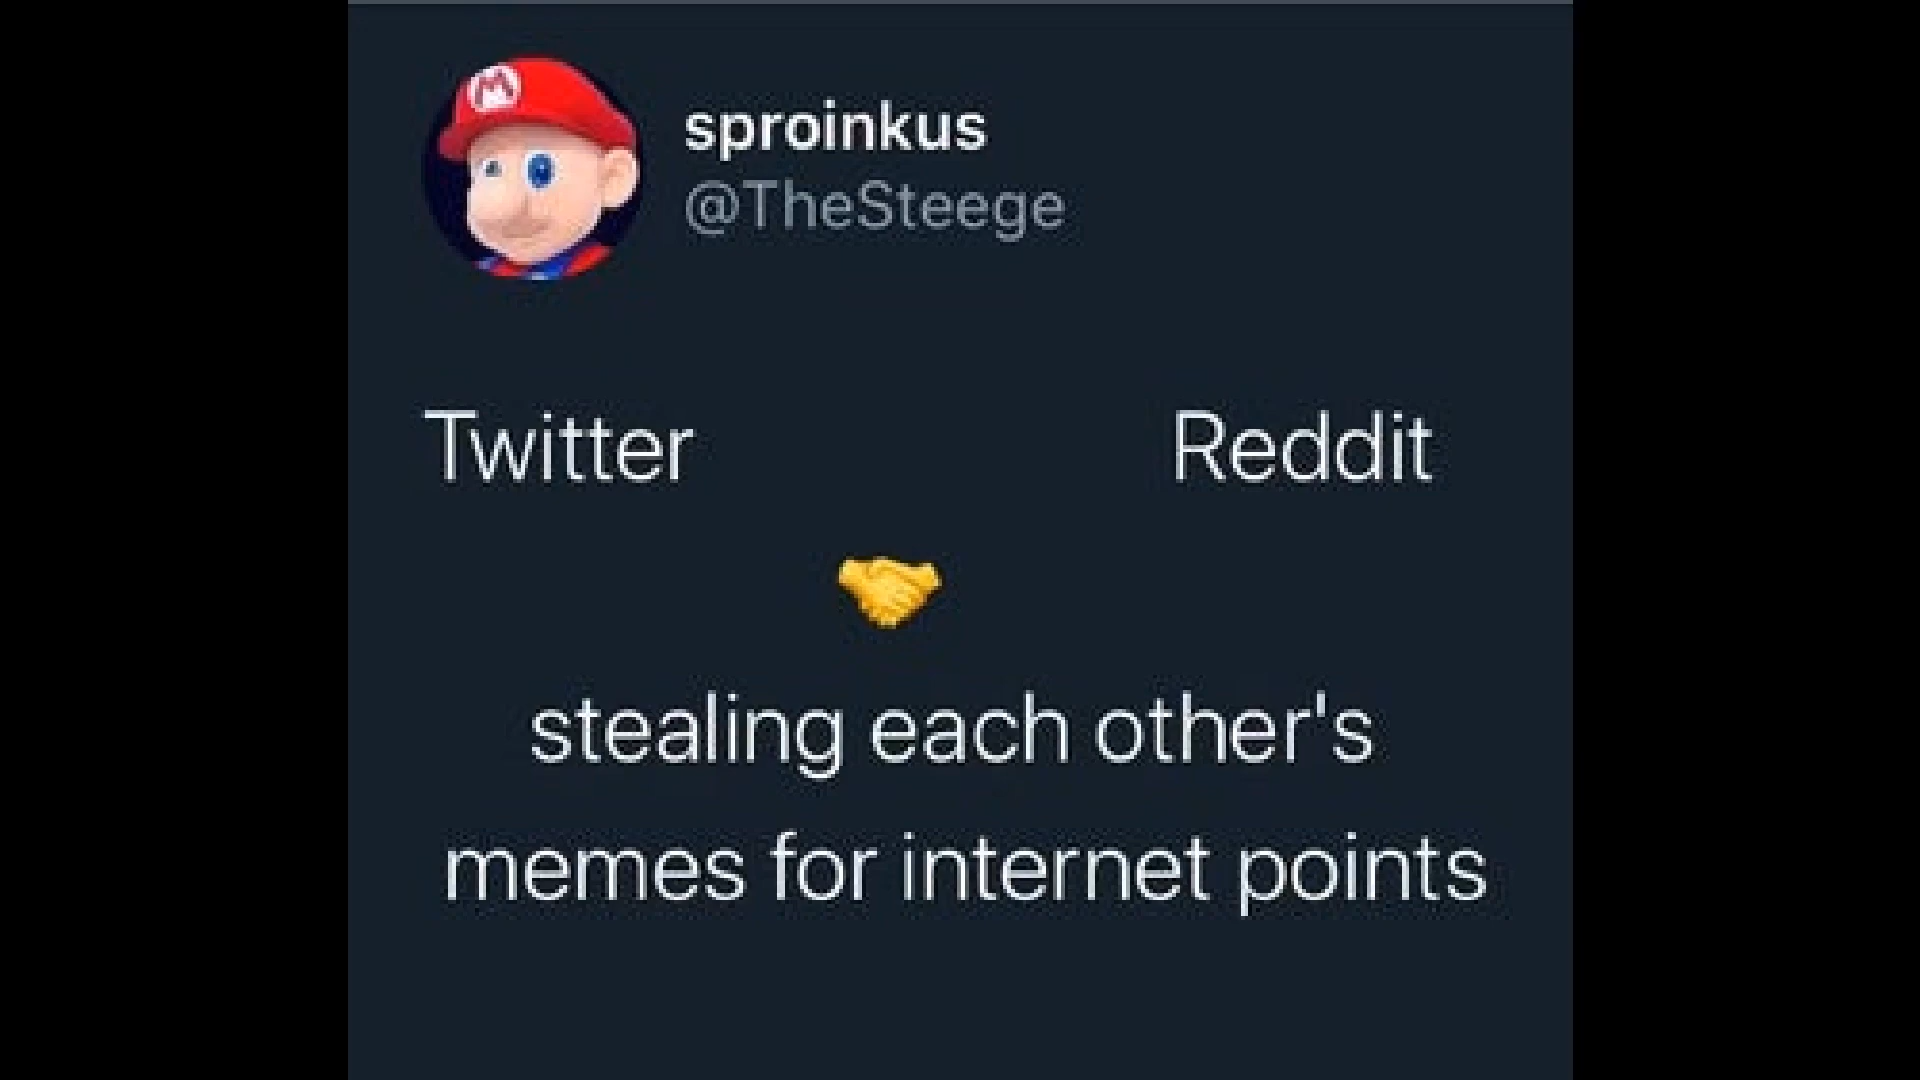 sproinkus
@TheSteege
Twitter Reddit
🤝
stealing each other's
memes for internet points